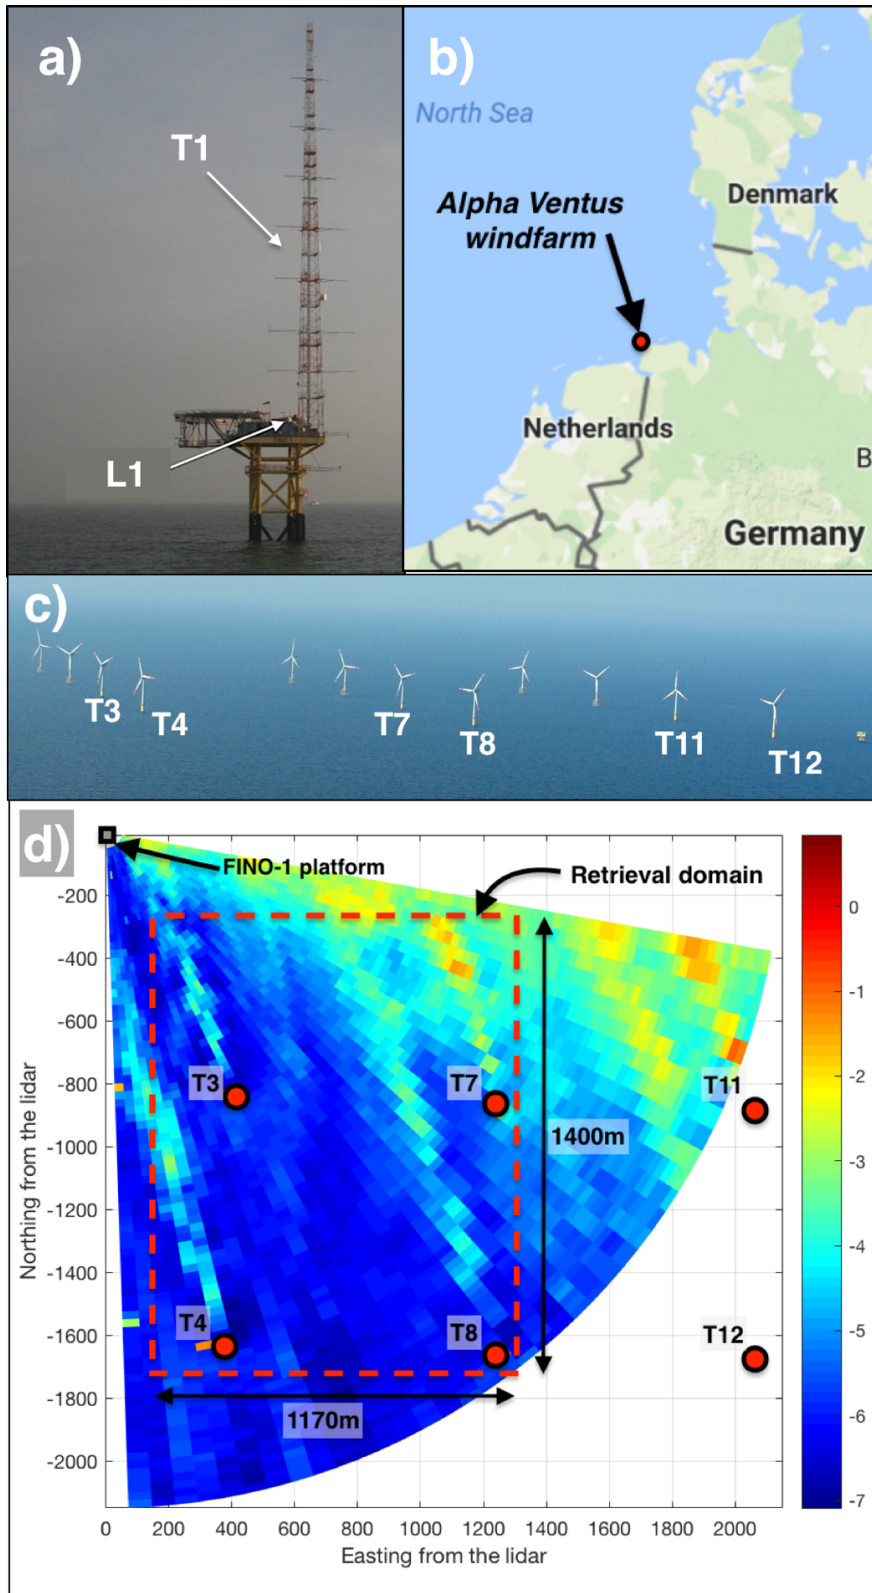 a)
T1
L1
b)
North Sea
Denmark
Alpha Ventus
windfarm
Netherlands
B
Germany
c)
T3
T4
T7
T8
T11
T12
d)
FINO-1 platform
Retrieval domain
T3
T7
T11
1400m
T4
T8
T12
1170m
-200
-400
-600
-800
-1000
-1200
-1400
-1600
-1800
-2000
Northing from the lidar
0 200 400 600 800 1000 1200 1400 1600 1800 2000
Easting from the lidar
0
-1
-2
-3
-4
-5
-6
-7